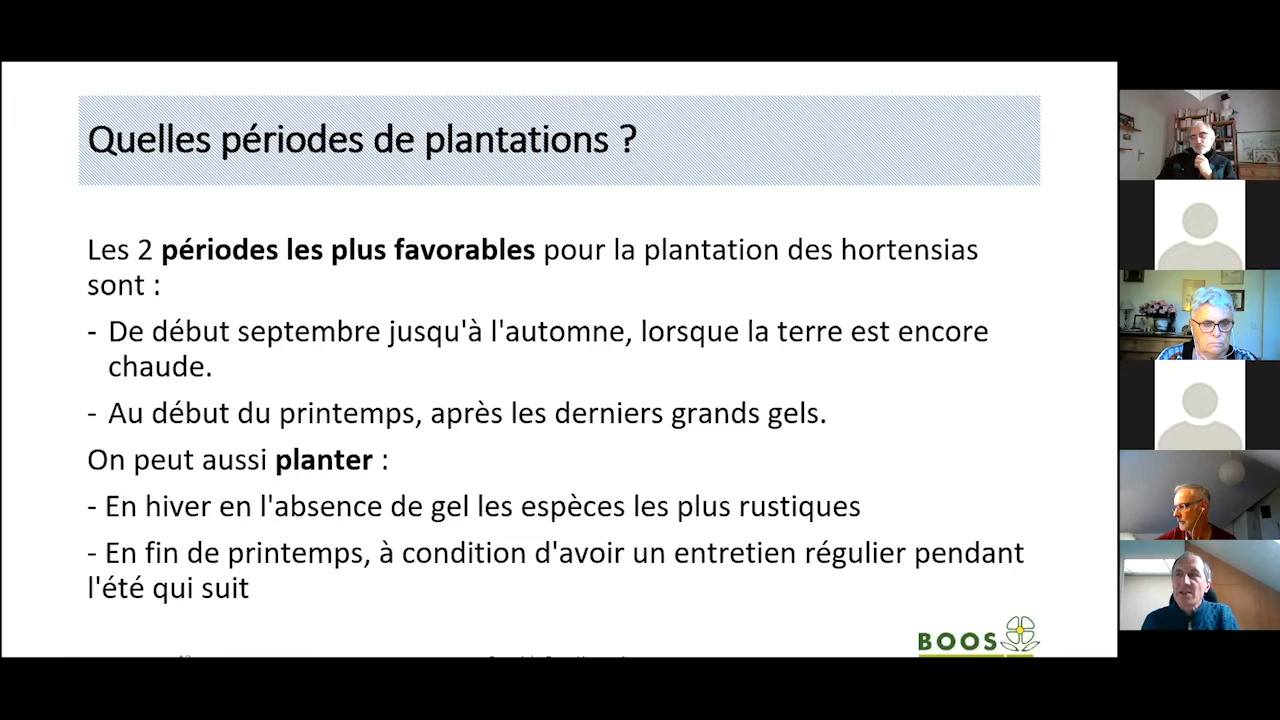 Quelles périodes de plantations ?
Les 2 périodes les plus favorables pour la plantation des hortensias
sont :
- De début septembre jusqu'à l'automne, lorsque la terre est encore
chaude.
- Au début du printemps, après les derniers grands gels.
On peut aussi planter :
- En hiver en l'absence de gel les espèces les plus rustiques
- En fin de printemps, à condition d'avoir un entretien régulier pendant
l'été qui suit
BOOS